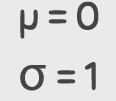 μ = 0
σ = 1